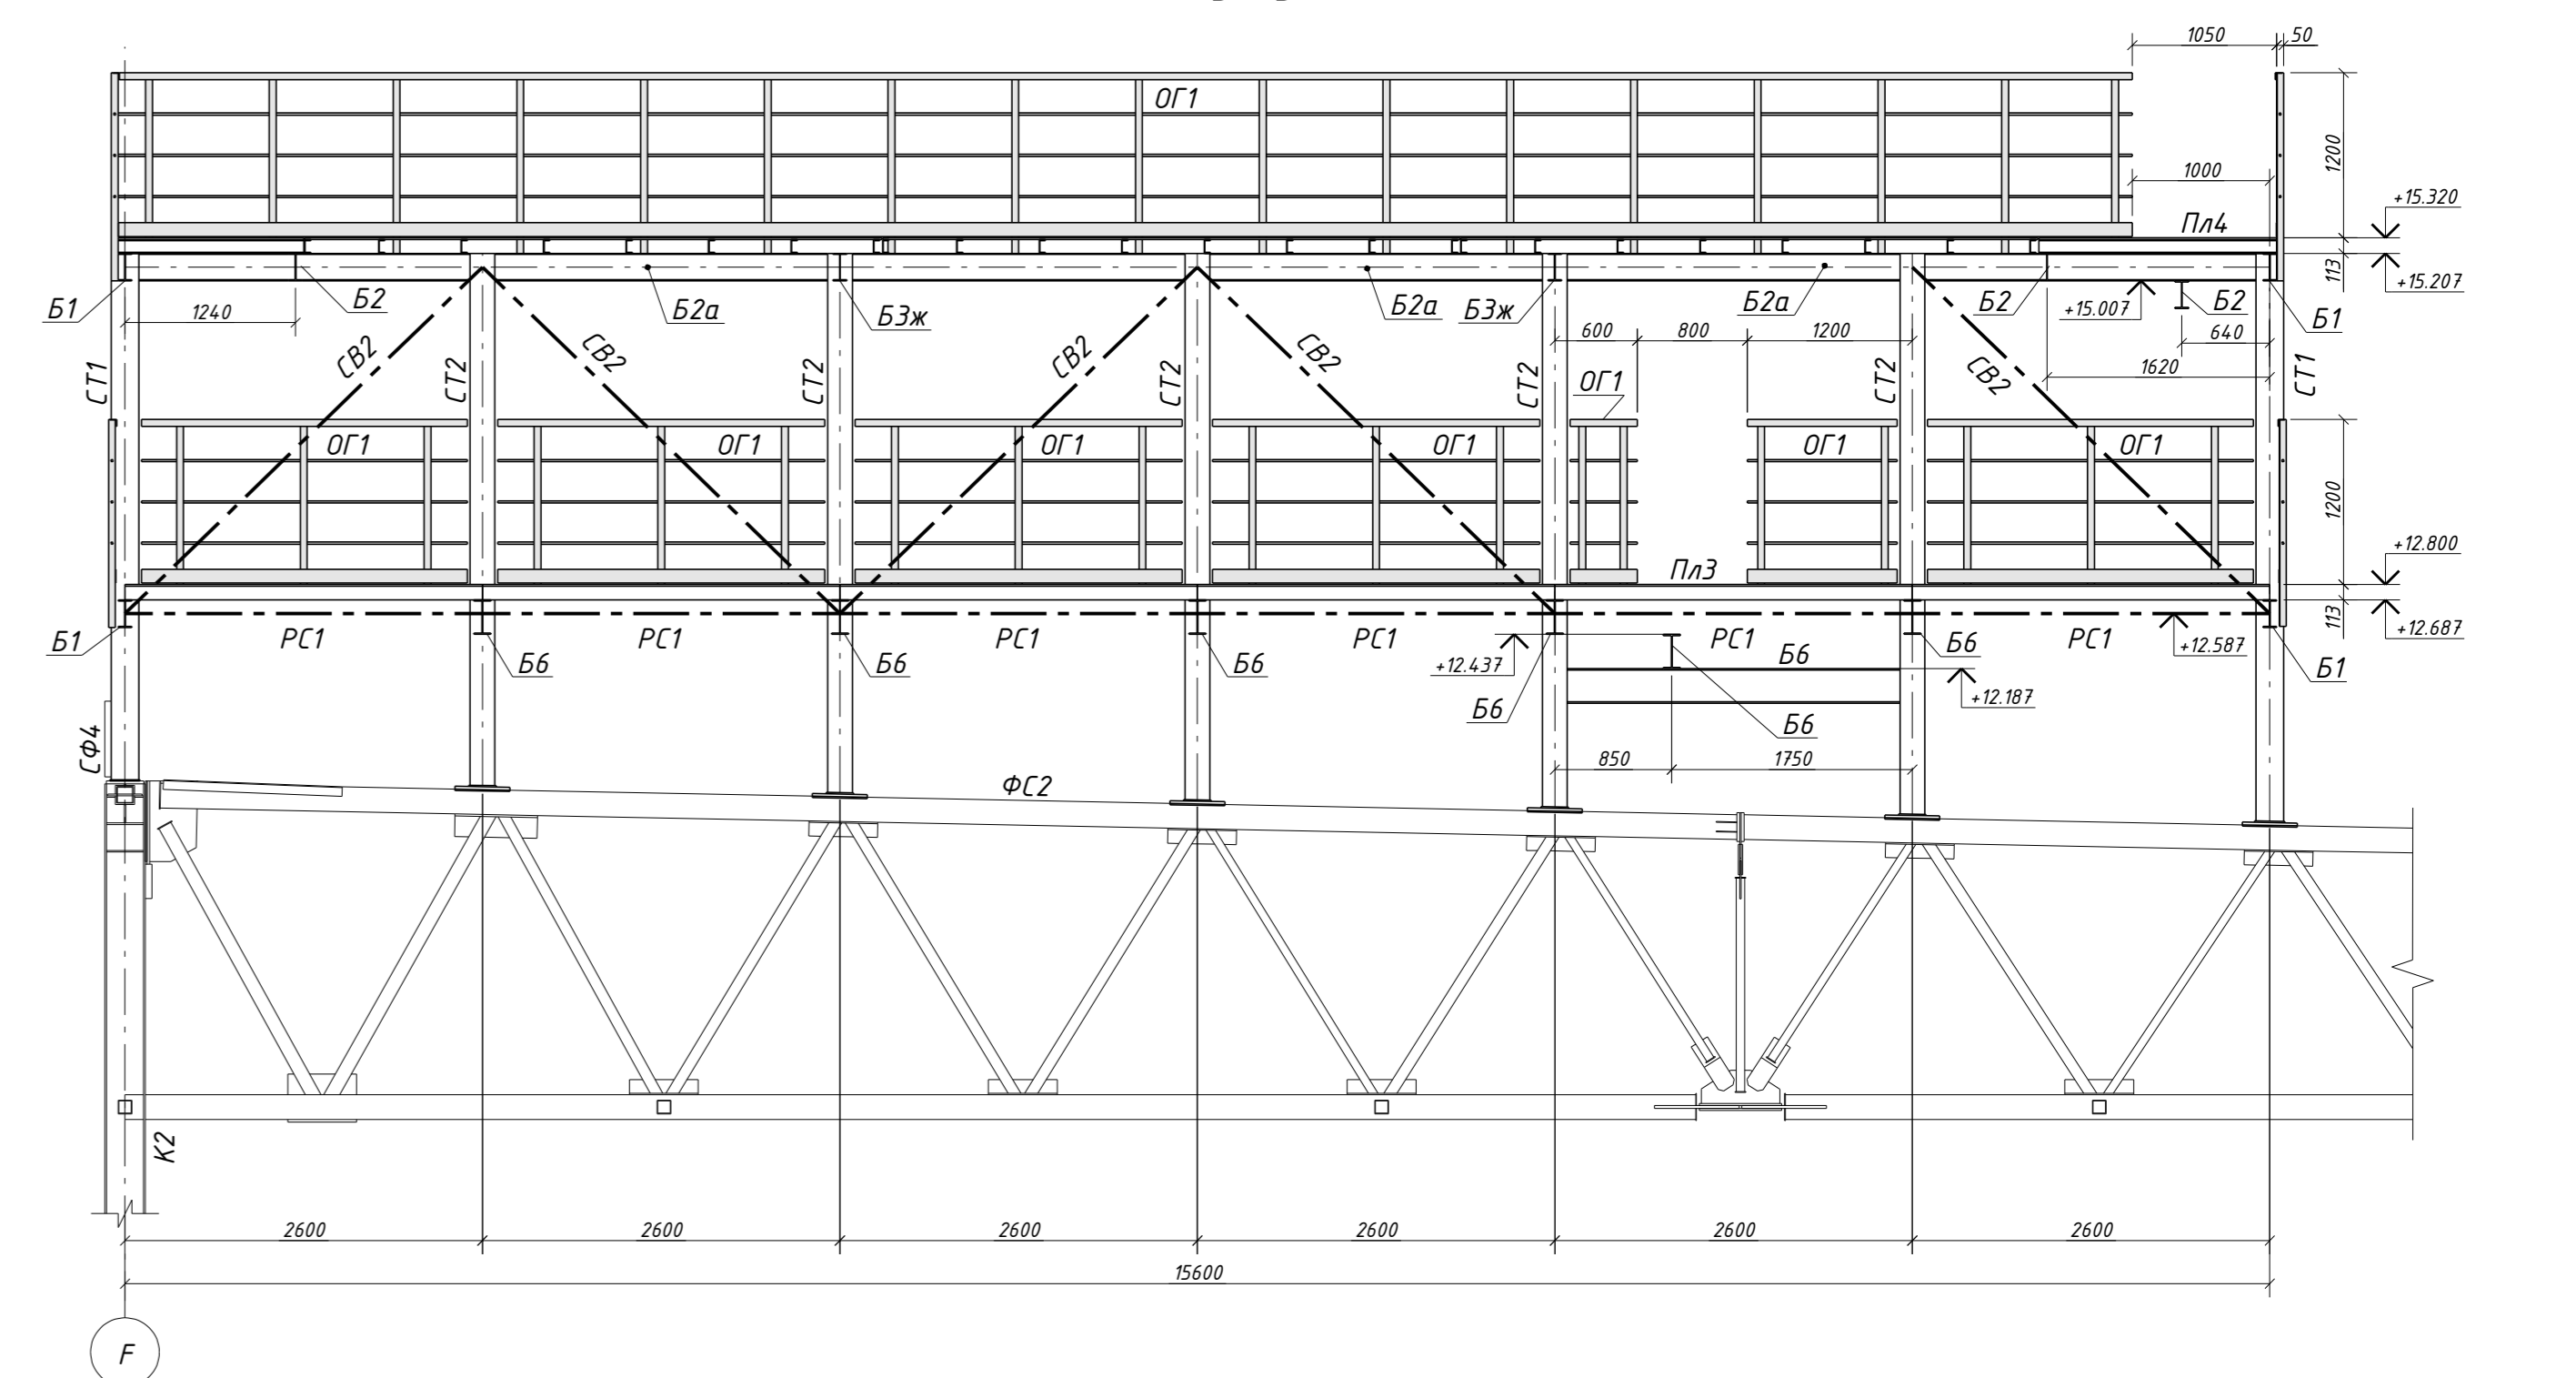 1050
50
ОГ1
1200
1000
+15.320
Пл4
113
+15.207
Б1
1240
Б2
Б2а
Б3ж
Б2а
Б3ж
Б2а
Б2
+15.007
Б2
Б1
600
800
1200
640
1620
СТ1
СВ2
СТ2
СВ2
СТ2
СВ2
СТ2
СВ2
СТ2
ОГ1
СТ2
СВ2
СТ1
ОГ1
ОГ1
ОГ1
ОГ1
ОГ1
ОГ1
1200
+12.800
Пл3
113
+12.687
Б1
РС1
РС1
РС1
РС1
РС1
РС1
+12.587
Б6
Б6
Б6
+12.437
Б6
Б6
Б1
+12.187
Б6
Б6
СФ4
850
1750
ФС2
К2
2600
2600
2600
2600
2600
2600
15600
F